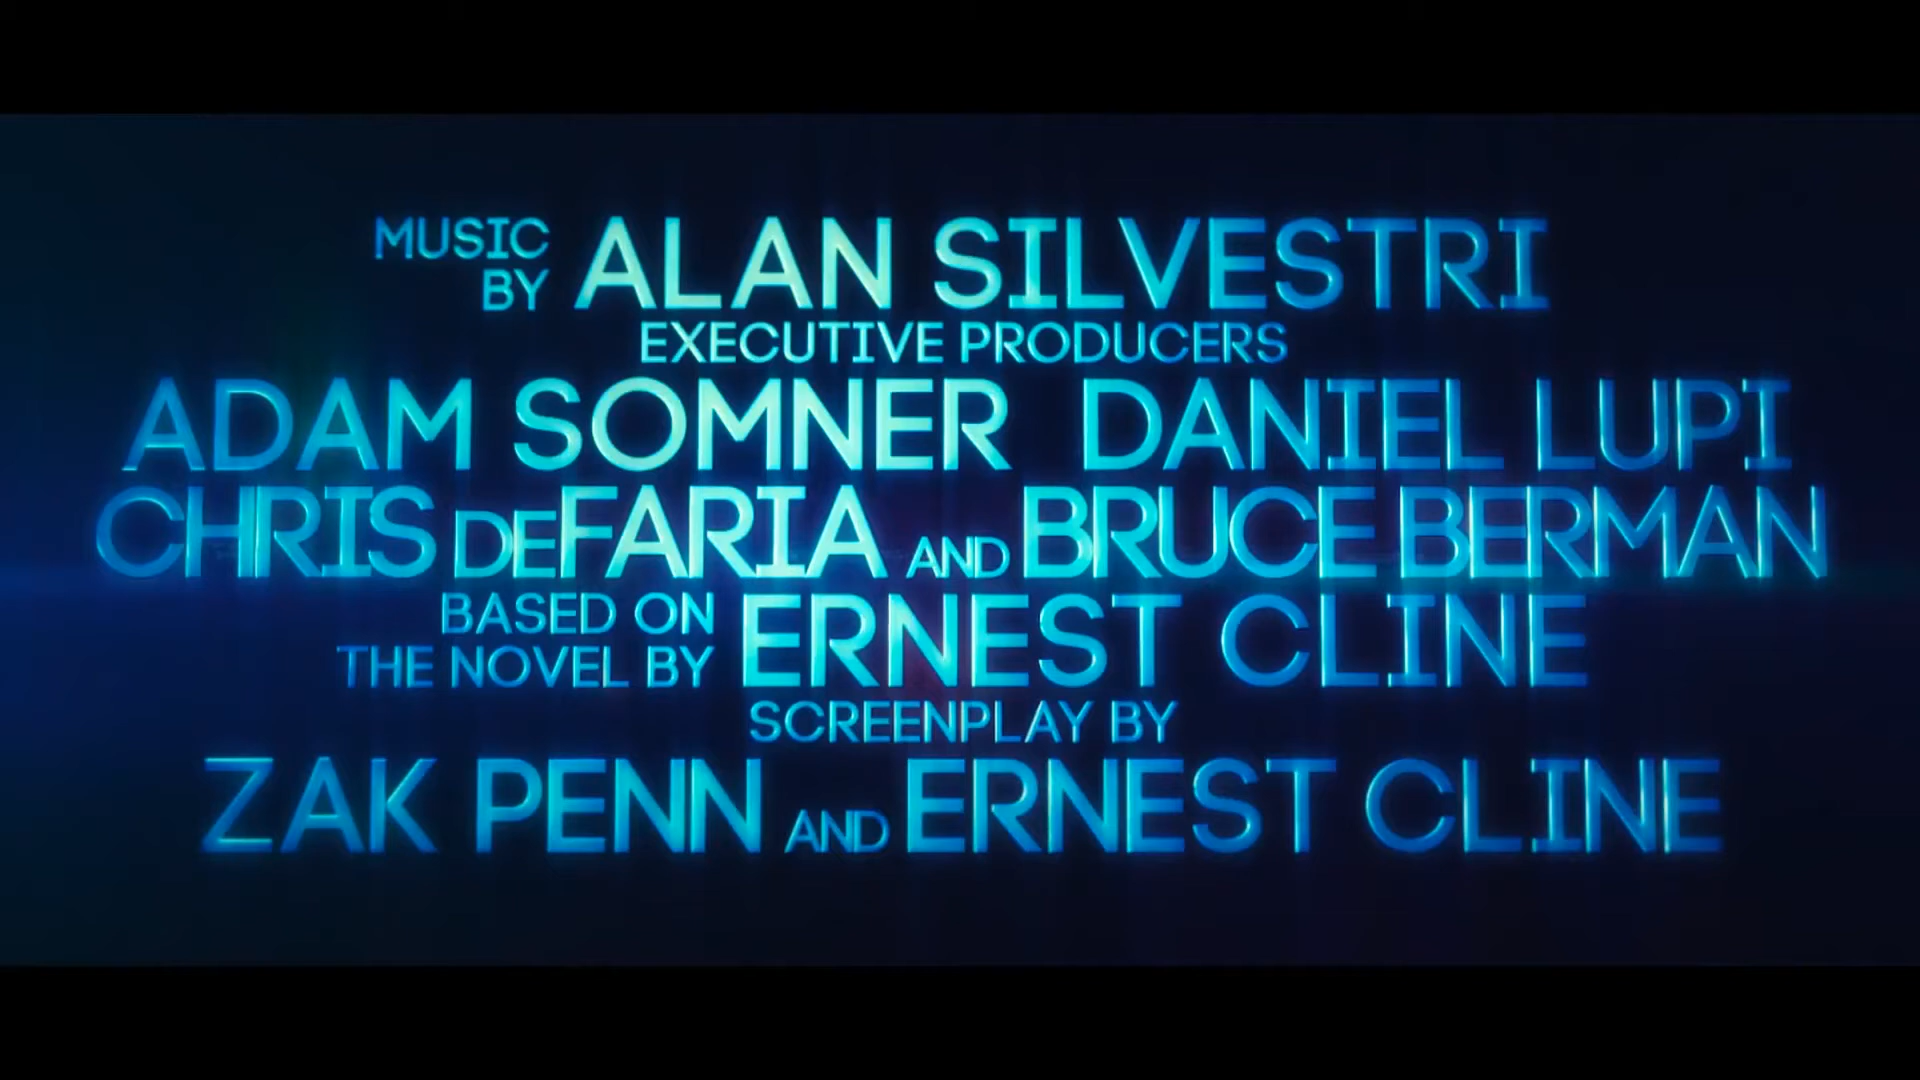 MUSIC BY ALAN SILVESTRI
EXECUTIVE PRODUCERS
ADAM SOMNER DANIEL LUPI
CHRIS DEFARIA AND BRUCE BERMAN
BASED ON THE NOVEL BY ERNEST CLINE
SCREENPLAY BY
ZAK PENN AND ERNEST CLINE